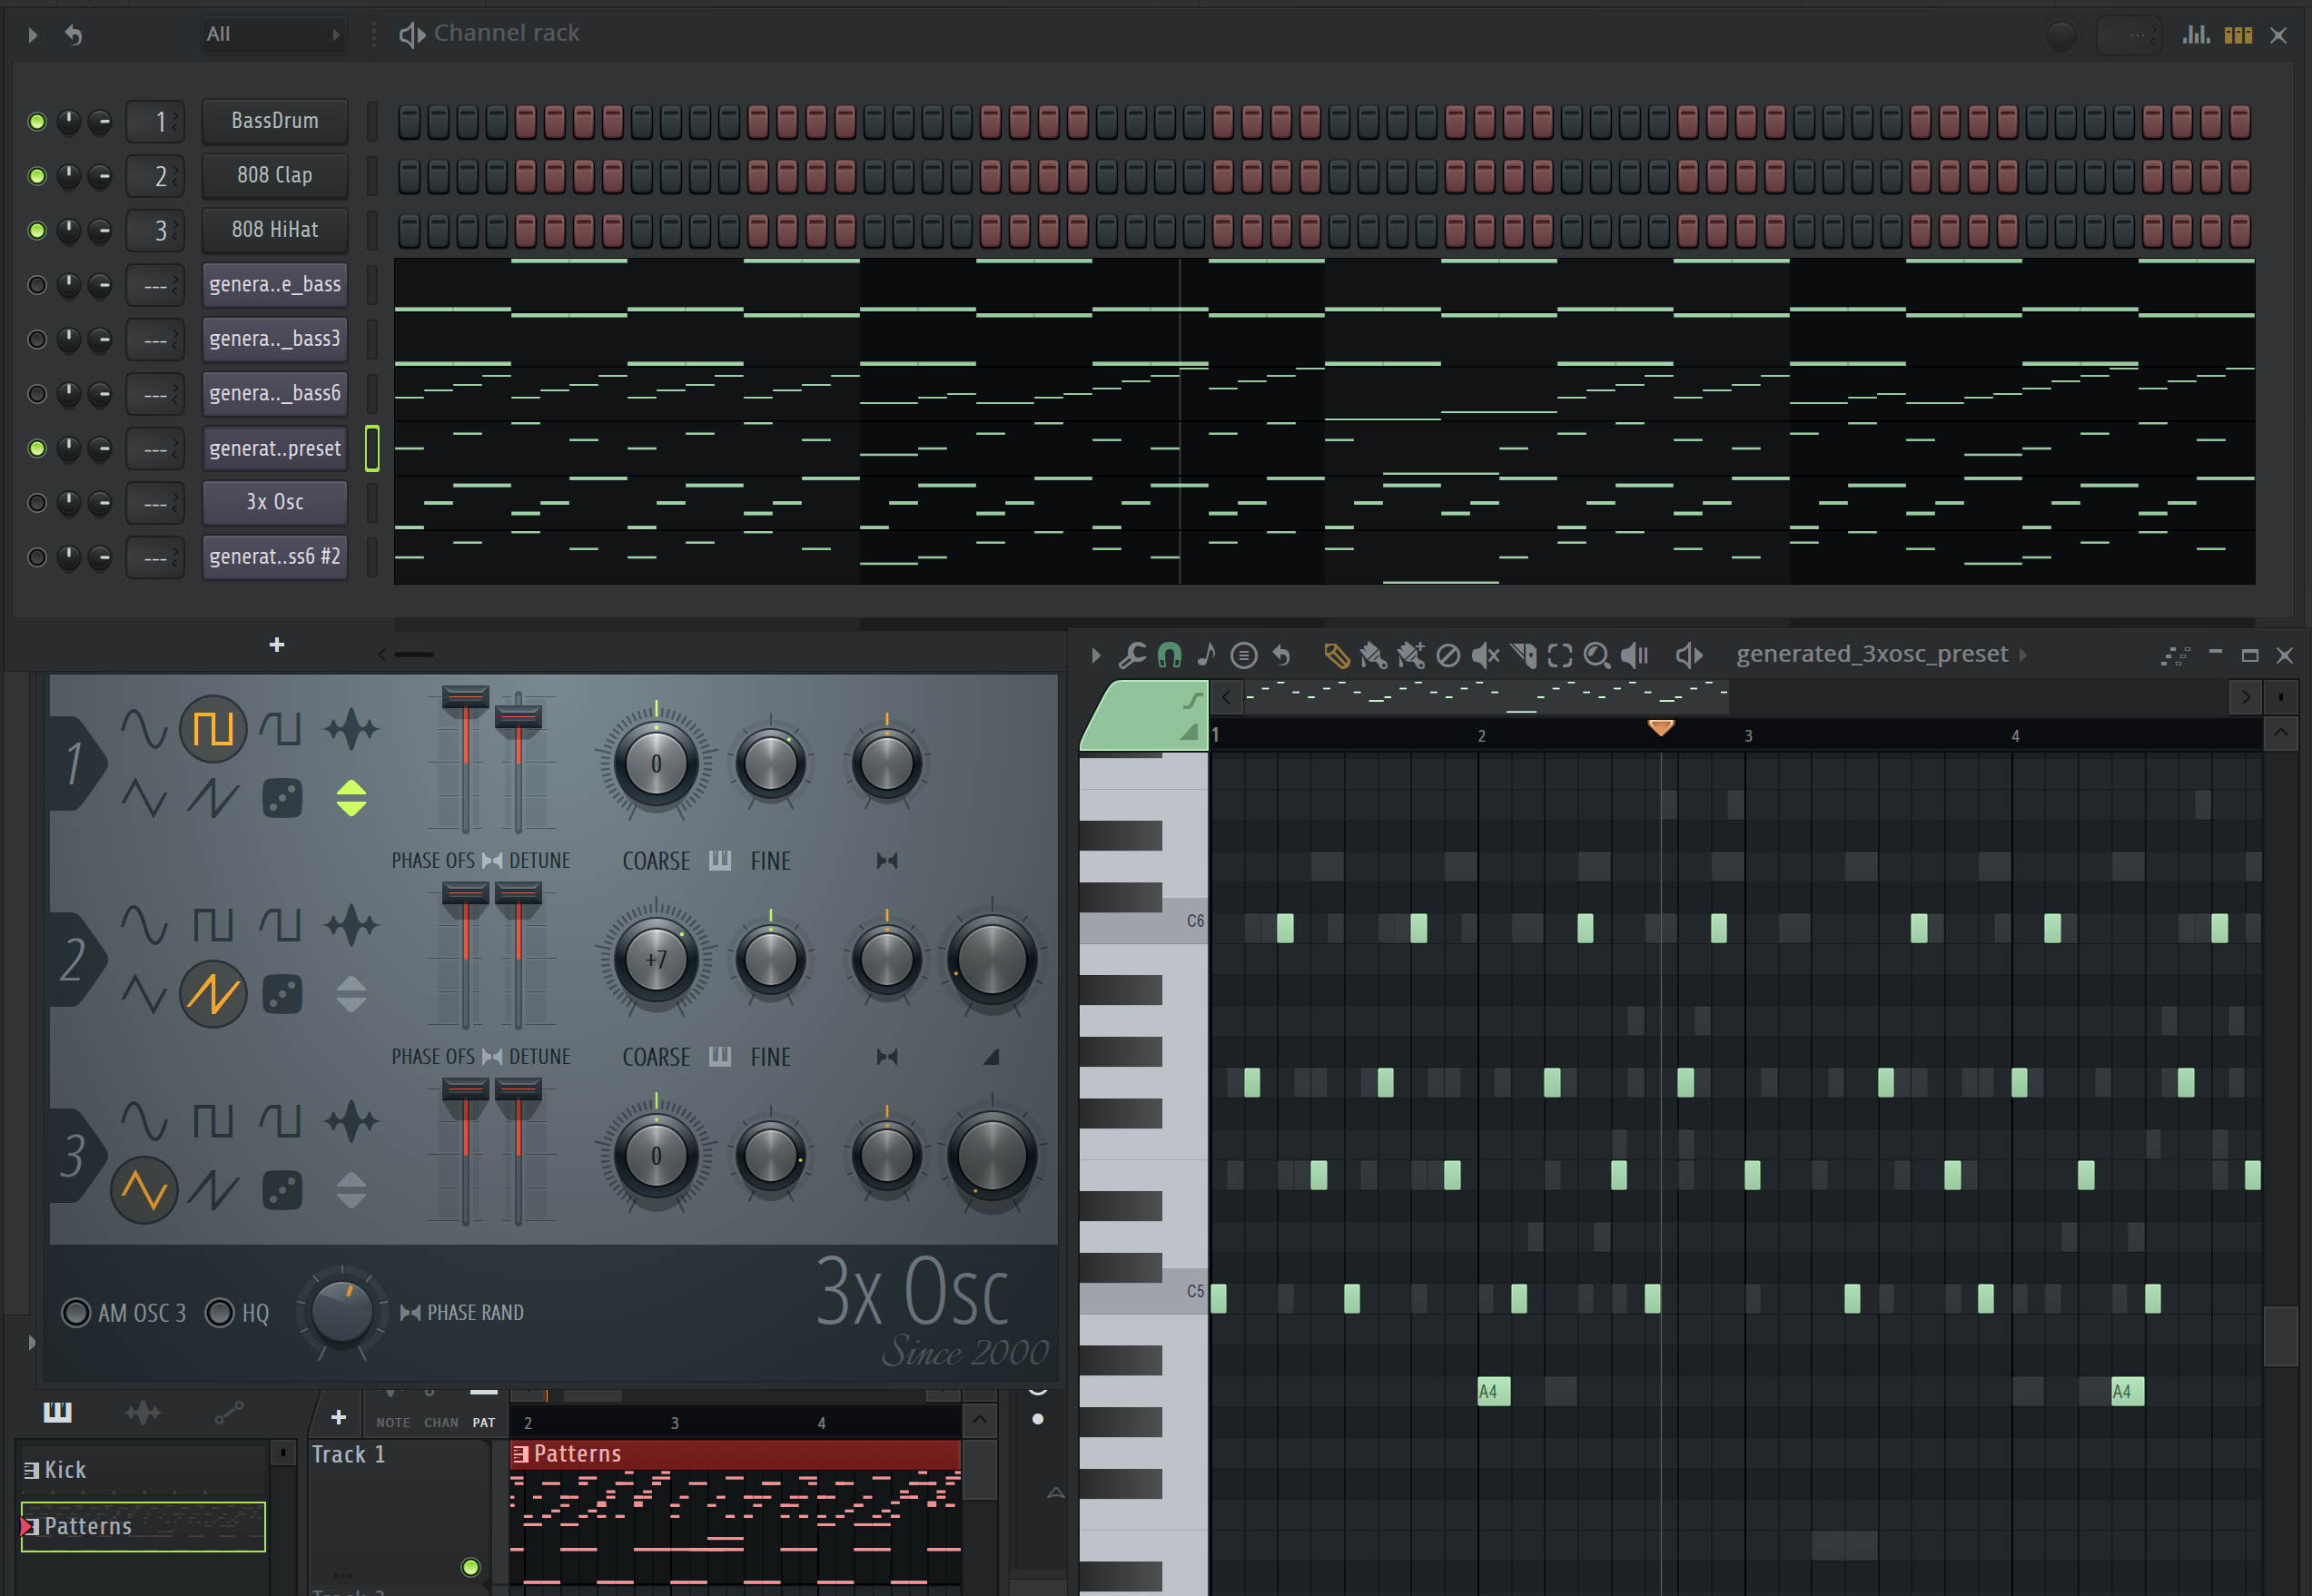 All
Channel rack
1 BassDrum
2 808 Clap
3 808 HiHat
--- genera..e_bass
--- genera.._bass3
--- genera.._bass6
--- generat..preset
--- 3x Osc
--- generat..ss6 #2
+
generated_3xosc_preset
1 2 3 4
1
0
PHASE OFS DETUNE COARSE FINE
2
+7
PHASE OFS DETUNE COARSE FINE
3
0
AM OSC 3 HQ PHASE RAND
3x Osc
Since 2000
C6
C5
A4 A4
+
NOTE CHAN PAT
2 3 4
Kick
Patterns
Track 1
Patterns